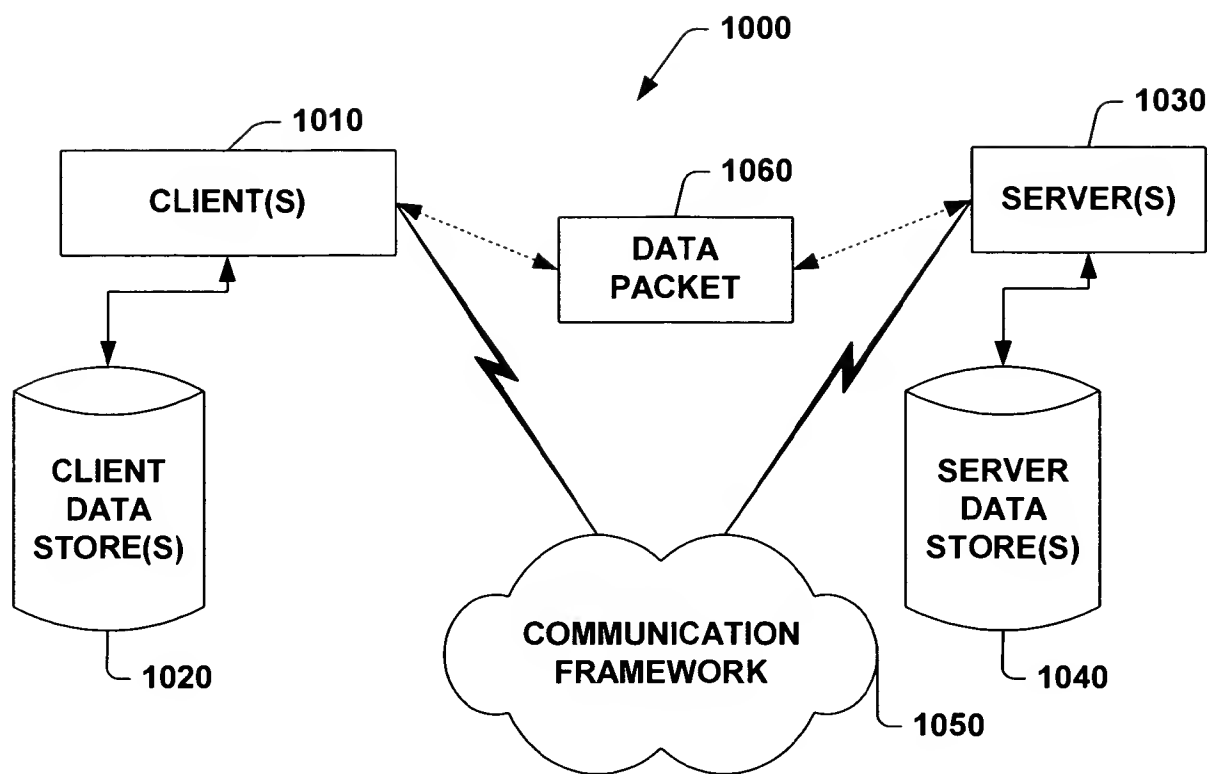 1000
1010
1030
1060
CLIENT(S)
SERVER(S)
DATA
PACKET
CLIENT
DATA
STORE(S)
SERVER
DATA
STORE(S)
COMMUNICATION
FRAMEWORK
1020
1040
1050